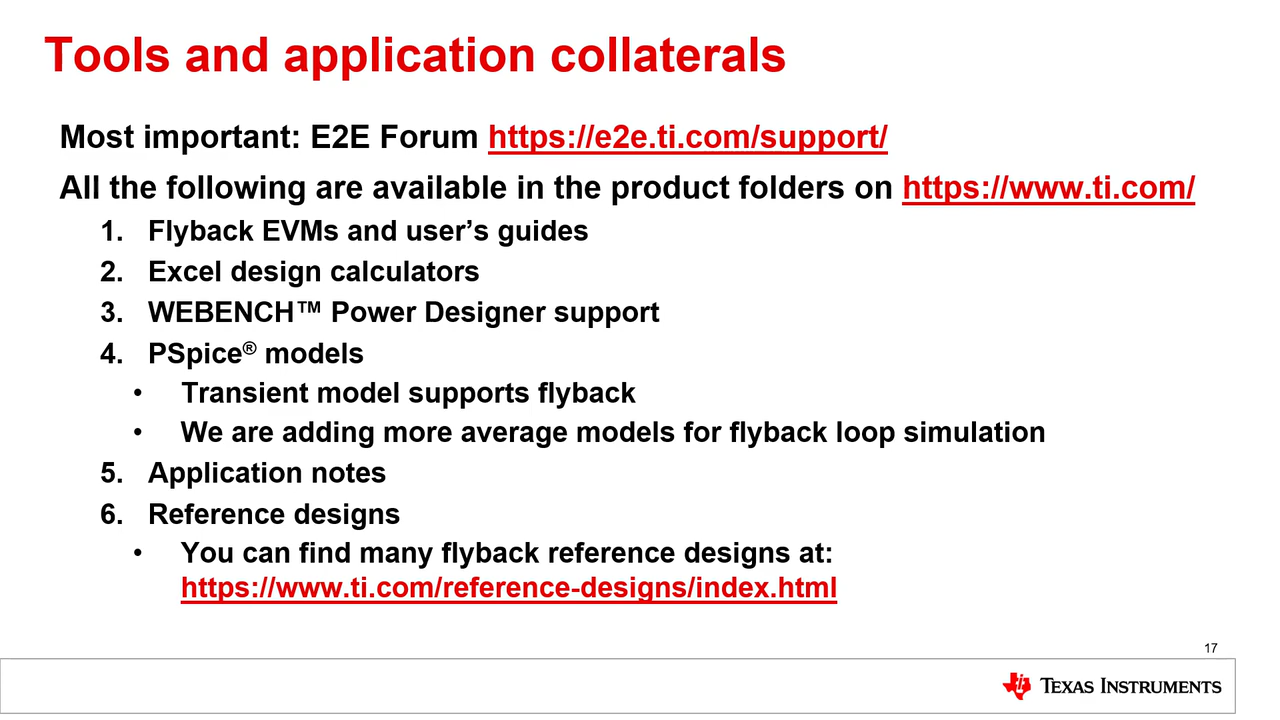 Tools and application collaterals
Most important: E2E Forum https://e2e.ti.com/support/
All the following are available in the product folders on https://www.ti.com/
1. Flyback EVMs and user’s guides
2. Excel design calculators
3. WEBENCH™ Power Designer support
4. PSpice® models
• Transient model supports flyback
• We are adding more average models for flyback loop simulation
5. Application notes
6. Reference designs
• You can find many flyback reference designs at:
https://www.ti.com/reference-designs/index.html
17
TEXAS INSTRUMENTS